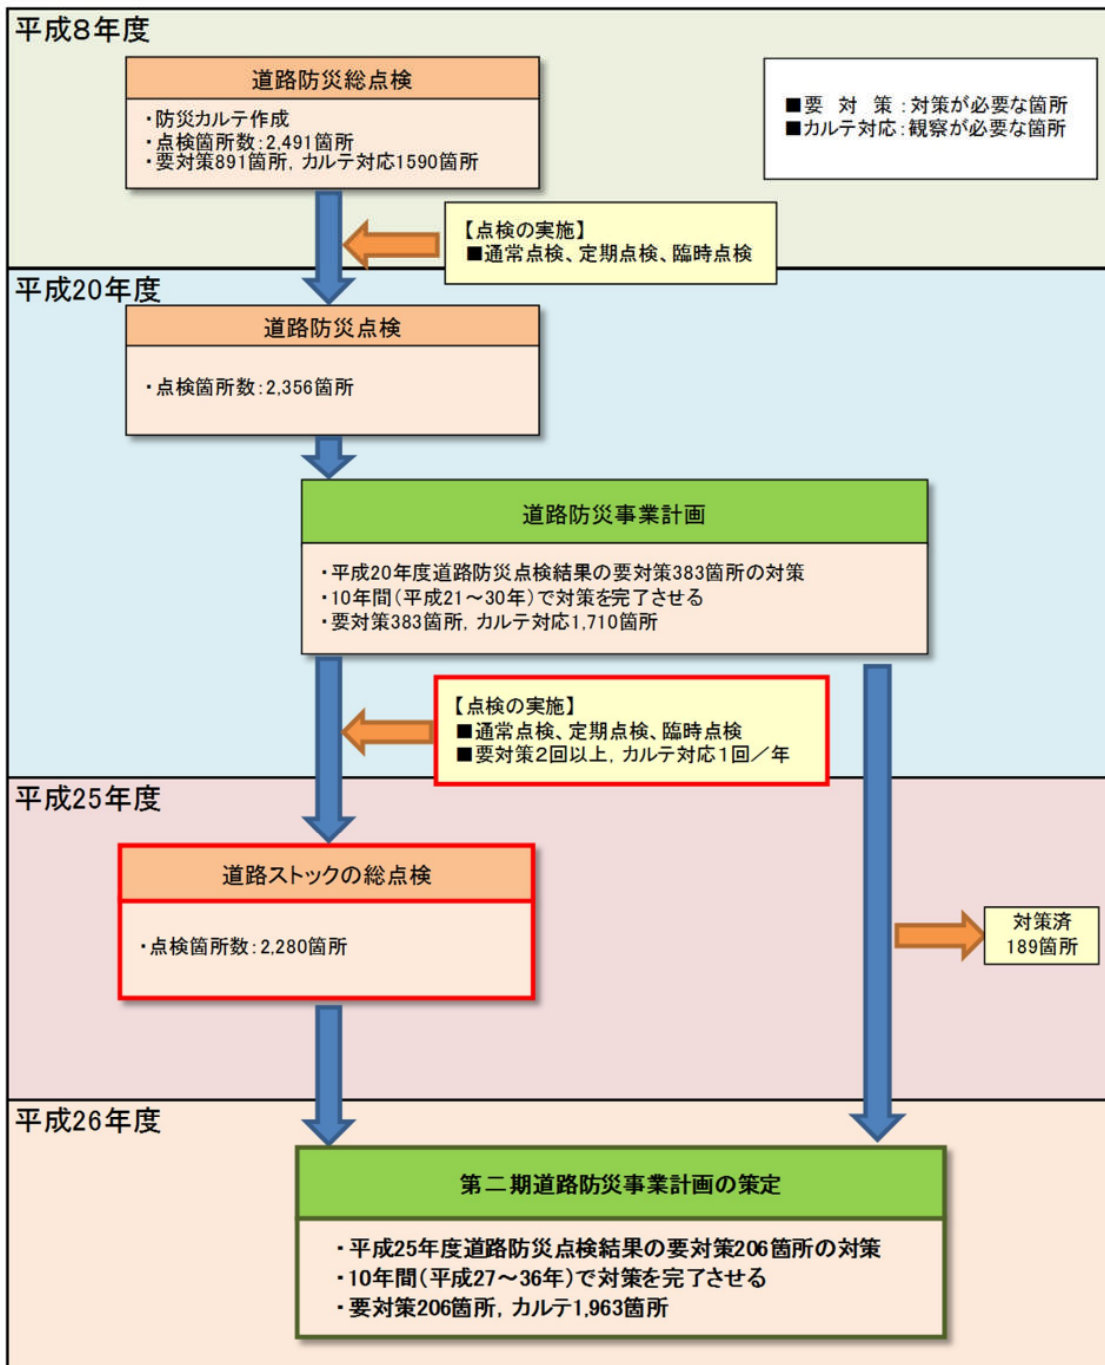 平成8年度
道路防災総点検
・防災カルテ作成
・点検箇所数:2,491箇所
・要対策891箇所, カルテ対応1590箇所
■要　対　策：対策が必要な箇所
■カルテ対応：観察が必要な箇所
【点検の実施】
■通常点検、定期点検、臨時点検
平成20年度
道路防災点検
・点検箇所数:2,356箇所
道路防災事業計画
・平成20年度道路防災点検結果の要対策383箇所の対策
・10年間(平成21～30年)で対策を完了させる
・要対策383箇所, カルテ対応1,710箇所
【点検の実施】
■通常点検、定期点検、臨時点検
■要対策２回以上, カルテ対応１回／年
平成25年度
道路ストックの総点検
・点検箇所数:2,280箇所
対策済
189箇所
平成26年度
第二期道路防災事業計画の策定
・平成25年度道路防災点検結果の要対策206箇所の対策
・10年間(平成27～36年)で対策を完了させる
・要対策206箇所, カルテ1,963箇所